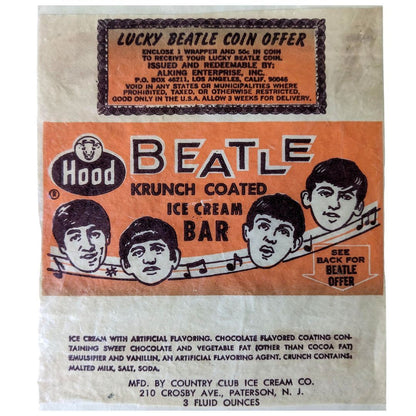 LUCKY BEATLE COIN OFFER
ENCLOSE 1 WRAPPER AND 50¢ IN COIN
TO RECEIVE YOUR LUCKY BEATLE COIN.
ISSUED AND REDEEMABLE BY:
ALKING ENTERPRISE, INC.
P.O. BOX 46211, LOS ANGELES, CALIF. 90046
VOID IN ANY STATES OR MUNICIPALITIES WHERE
PROHIBITED, TAXED, OR OTHERWISE, RESTRICTED.
GOOD ONLY IN THE U.S.A. ALLOW 3 WEEKS FOR DELIVERY.
Hood
®
BEATLE
KRUNCH COATED
ICE CREAM
BAR
SEE
BACK FOR
BEATLE
OFFER
ICE CREAM WITH ARTIFICIAL FLAVORING. CHOCOLATE FLAVORED COATING CON-
TAINING SWEET CHOCOLATE AND VEGETABLE FAT (OTHER THAN COCOA FAT)
EMULSIFIER AND VANILLIN, AN ARTIFICIAL FLAVORING AGENT. CRUNCH CONTAINS:
MALTED MILK, SALT, SODA.
MFD. BY COUNTRY CLUB ICE CREAM CO.
210 CROSBY AVE., PATERSON, N. J.
3 FLUID OUNCES